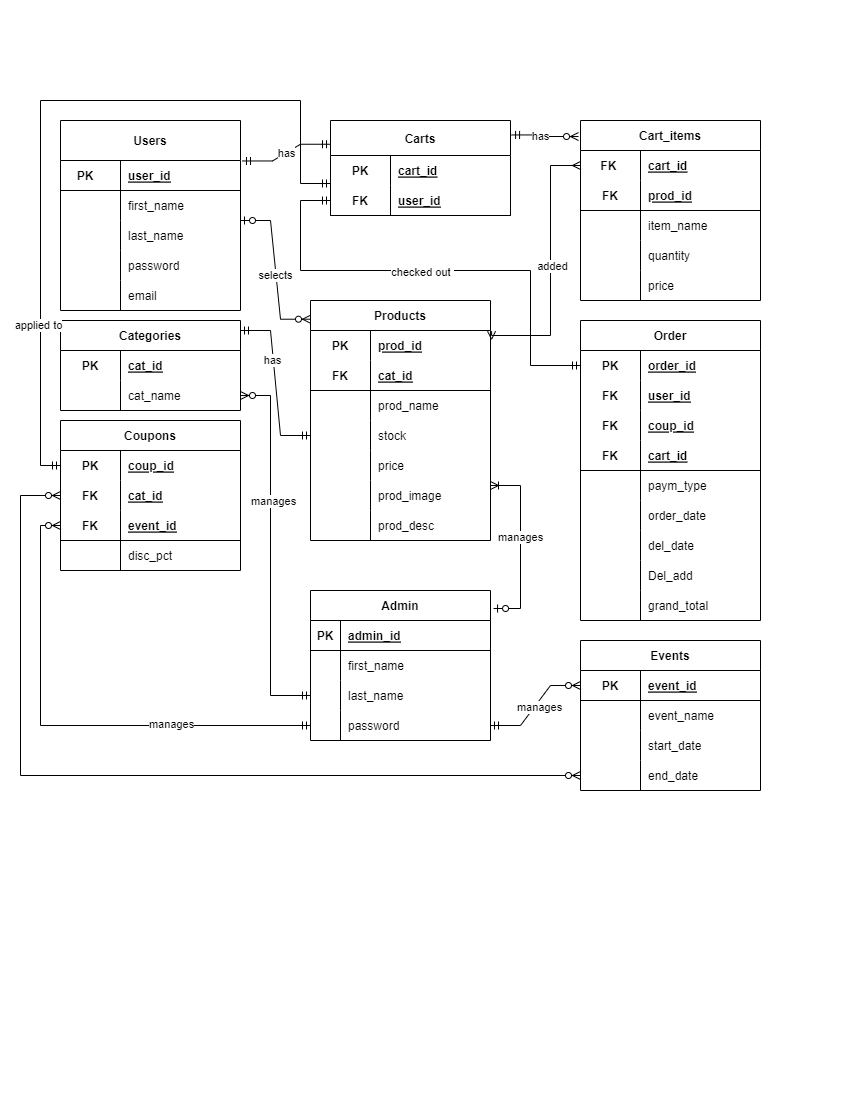 Users
PK user_id
first_name
last_name
password
email
has
Carts
PK cart_id
FK user_id
has
Cart_items
FK cart_id
FK prod_id
item_name
quantity
price
selects
checked out
added
applied to
Categories
PK cat_id
cat_name
has
Products
PK prod_id
FK cat_id
prod_name
stock
price
prod_image
prod_desc
Order
PK order_id
FK user_id
FK coup_id
FK cart_id
paym_type
order_date
del_date
Del_add
grand_total
Coupons
PK coup_id
FK cat_id
FK event_id
disc_pct
manages
manages
Admin
PK admin_id
first_name
last_name
password
manages
manages
Events
PK event_id
event_name
start_date
end_date